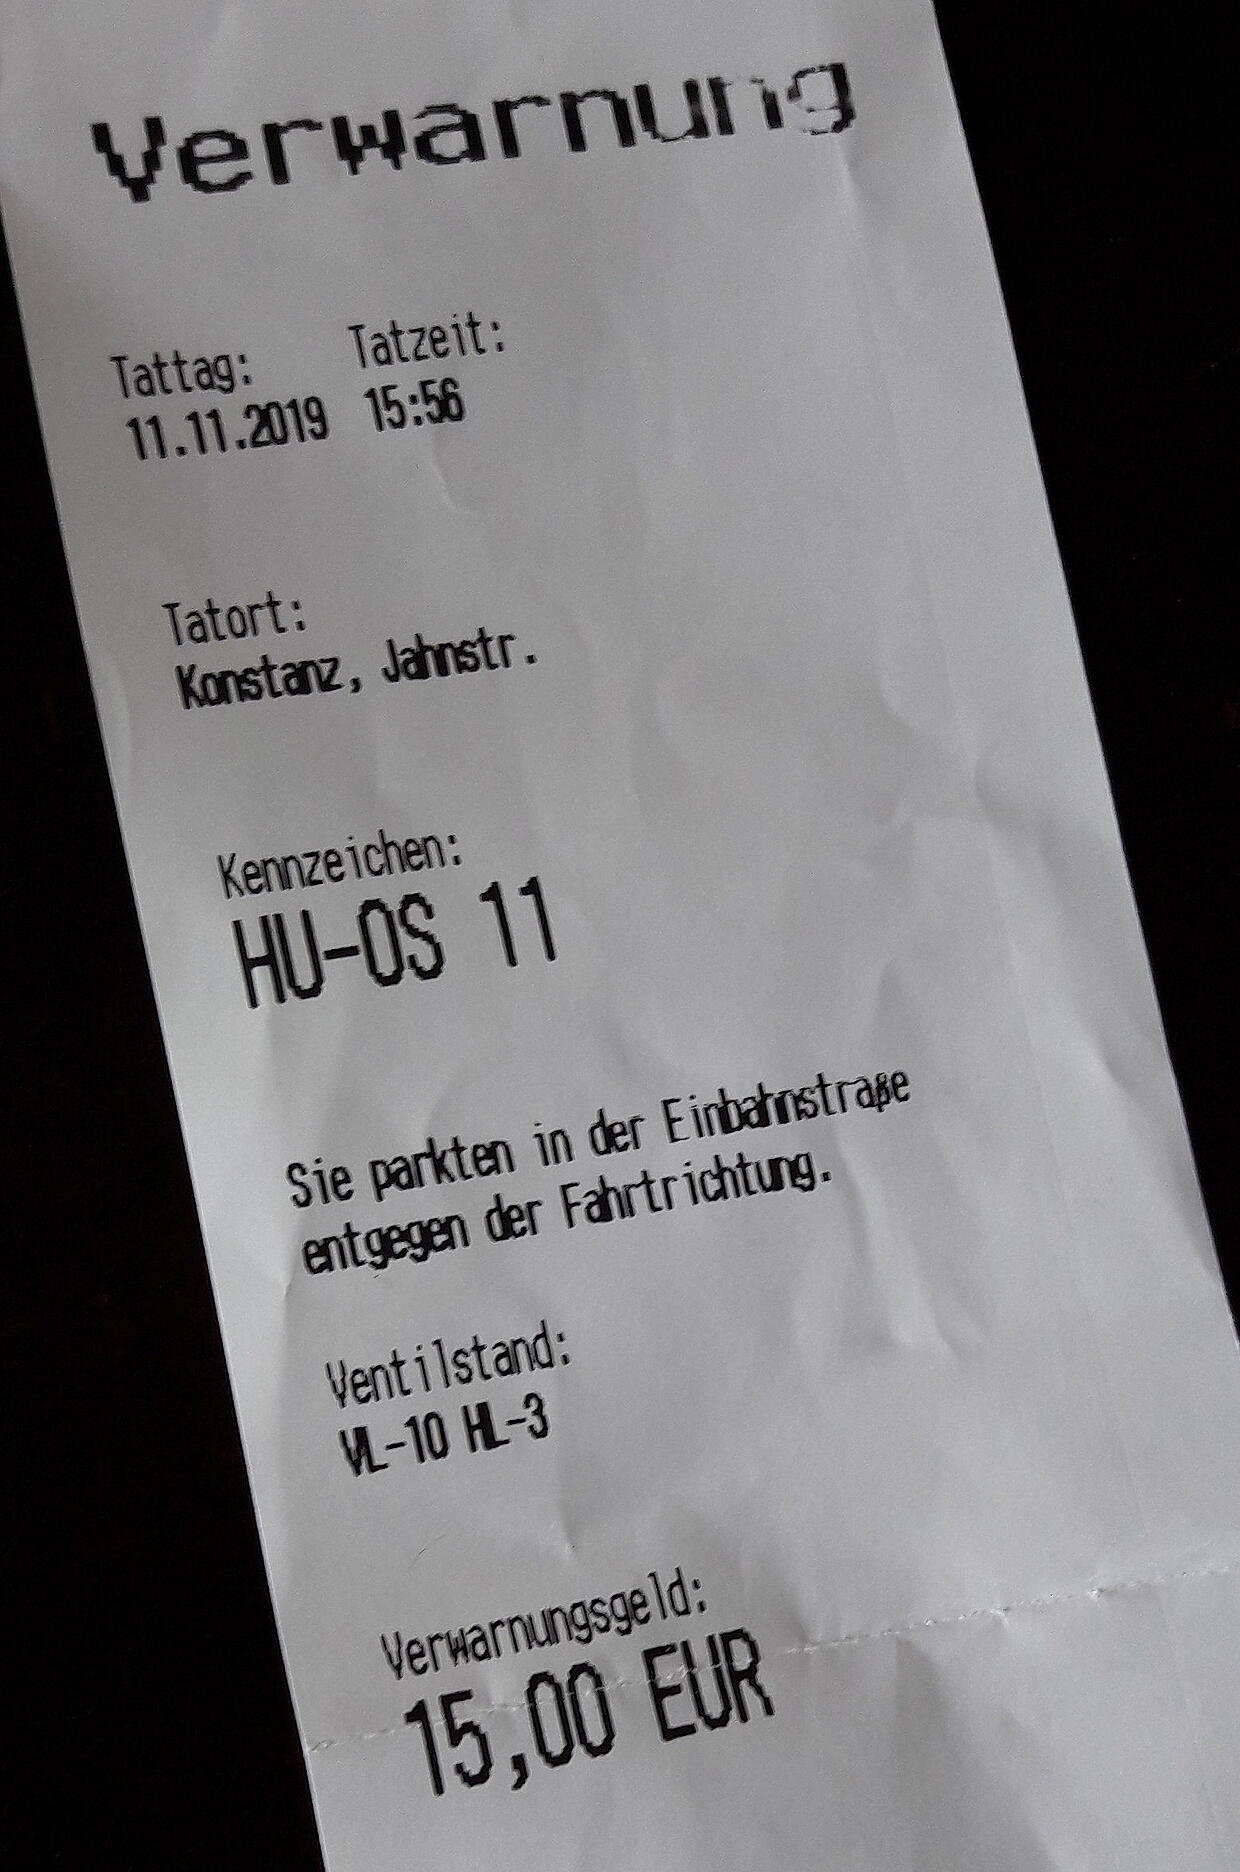 Verwarnung
Tattag: Tatzeit:
11.11.2019 15:56
Tatort:
Konstanz, Jahnstr.
Kennzeichen:
HU-OS 11
Sie parkten in der Einbahnstraße
entgegen der Fahrtrichtung.
Ventilstand:
VL-10 HL-3
Verwarnungsgeld:
15,00 EUR